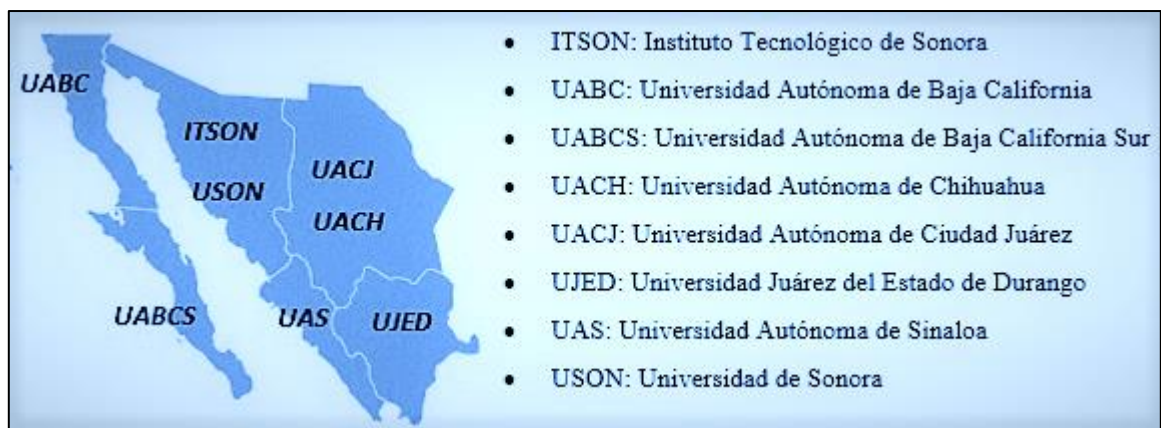 UABC
ITSON
USON
UACJ
UACH
UABCS
UAS
UJED
• ITSON: Instituto Tecnológico de Sonora
• UABC: Universidad Autónoma de Baja California
• UABCS: Universidad Autónoma de Baja California Sur
• UACH: Universidad Autónoma de Chihuahua
• UACJ: Universidad Autónoma de Ciudad Juárez
• UJED: Universidad Juárez del Estado de Durango
• UAS: Universidad Autónoma de Sinaloa
• USON: Universidad de Sonora